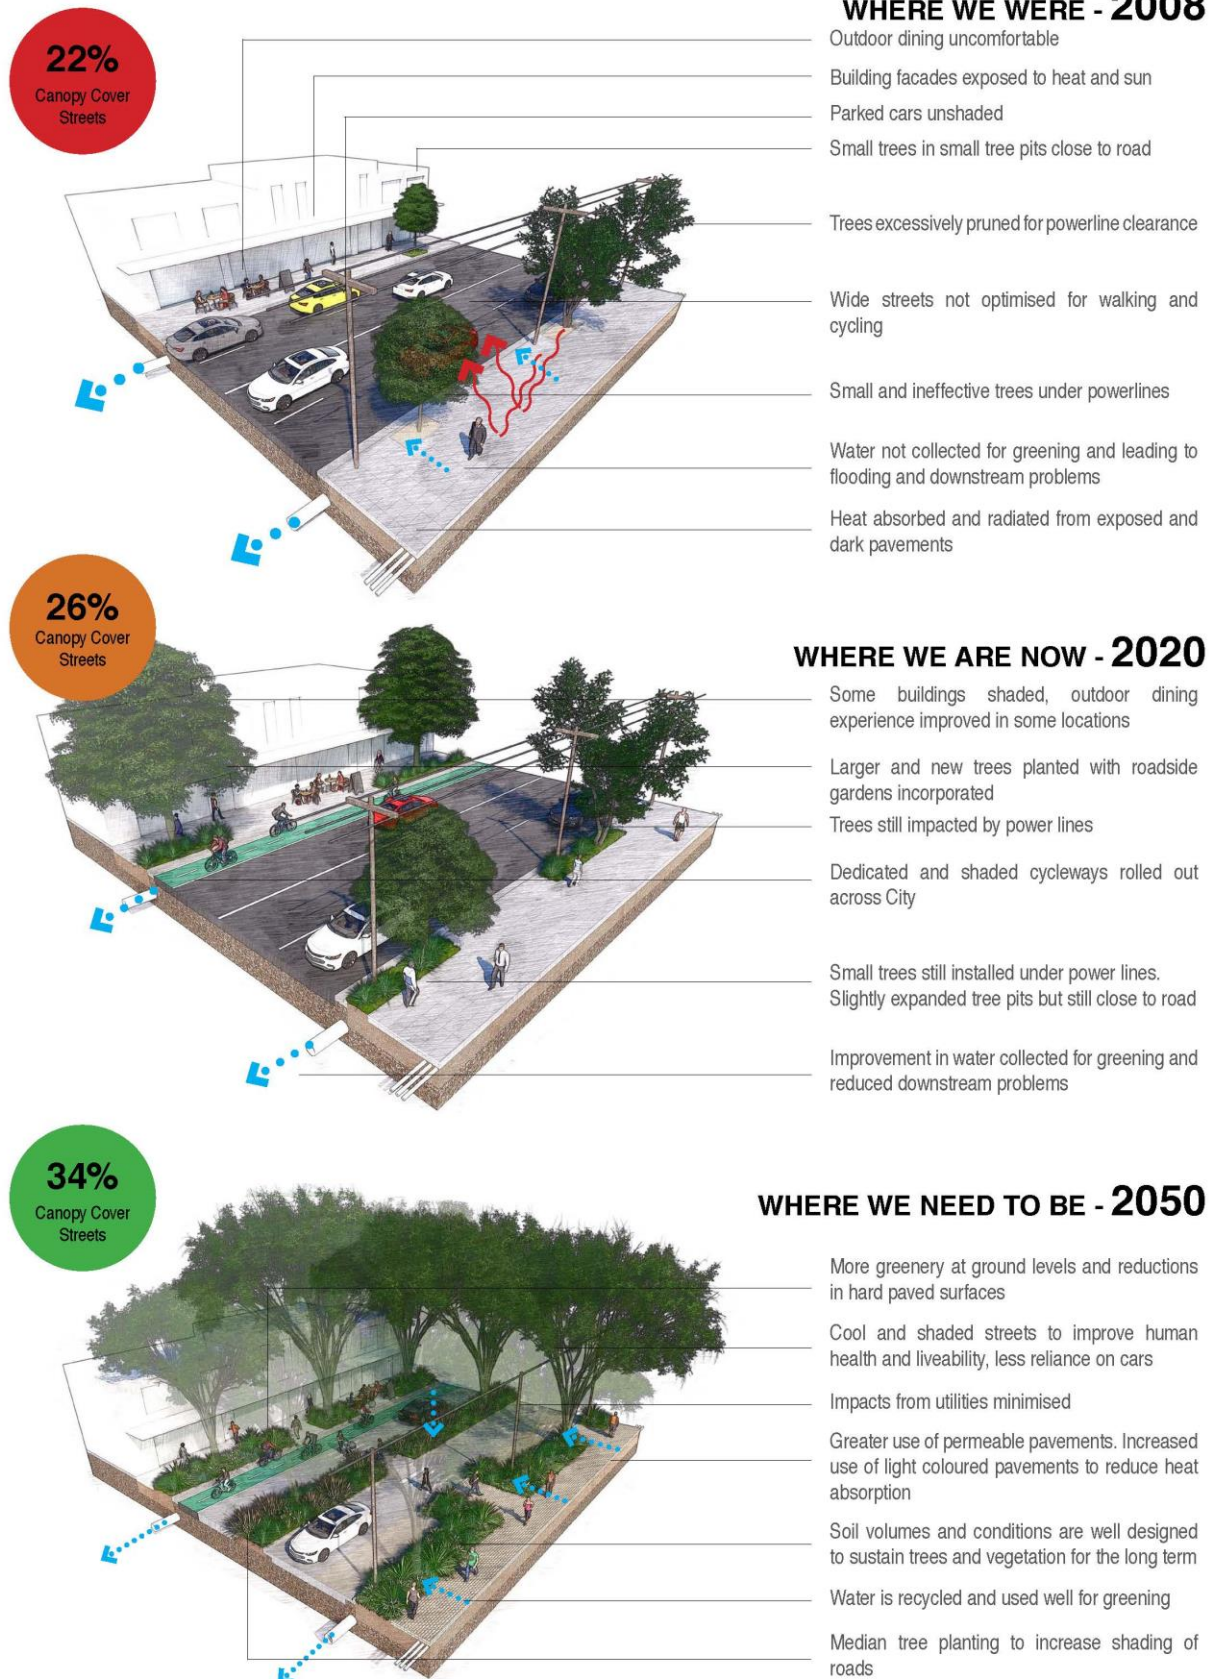 WHERE WE WERE - 2008
22%
Canopy Cover
Streets
Outdoor dining uncomfortable
Building facades exposed to heat and sun
Parked cars unshaded
Small trees in small tree pits close to road
Trees excessively pruned for powerline clearance
Wide streets not optimised for walking and
cycling
Small and ineffective trees under powerlines
Water not collected for greening and leading to
flooding and downstream problems
Heat absorbed and radiated from exposed and
dark pavements
26%
Canopy Cover
Streets
WHERE WE ARE NOW - 2020
Some buildings shaded, outdoor dining
experience improved in some locations
Larger and new trees planted with roadside
gardens incorporated
Trees still impacted by power lines
Dedicated and shaded cycleways rolled out
across City
Small trees still installed under power lines.
Slightly expanded tree pits but still close to road
Improvement in water collected for greening and
reduced downstream problems
34%
Canopy Cover
Streets
WHERE WE NEED TO BE - 2050
More greenery at ground levels and reductions
in hard paved surfaces
Cool and shaded streets to improve human
health and liveability, less reliance on cars
Impacts from utilities minimised
Greater use of permeable pavements. Increased
use of light coloured pavements to reduce heat
absorption
Soil volumes and conditions are well designed
to sustain trees and vegetation for the long term
Water is recycled and used well for greening
Median tree planting to increase shading of
roads